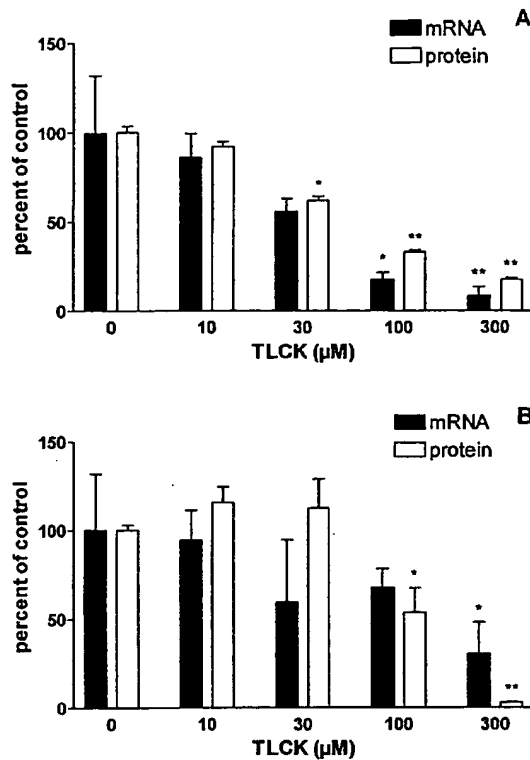 A
mRNA
protein
percent of control
150
100
50
0
*
*
**
**
**
0 10 30 100 300
TLCK (µM)
B
mRNA
protein
percent of control
150
100
50
0
*
*
**
0 10 30 100 300
TLCK (µM)